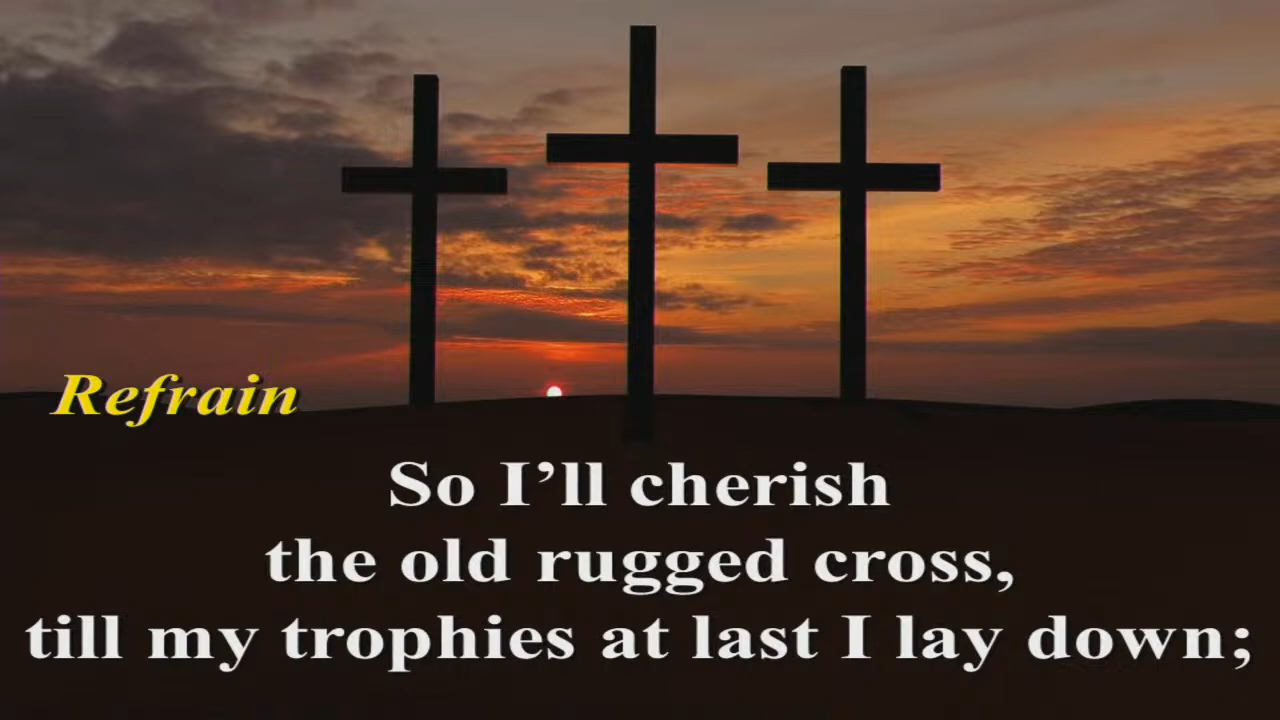 Refrain
So I’ll cherish
the old rugged cross,
till my trophies at last I lay down;